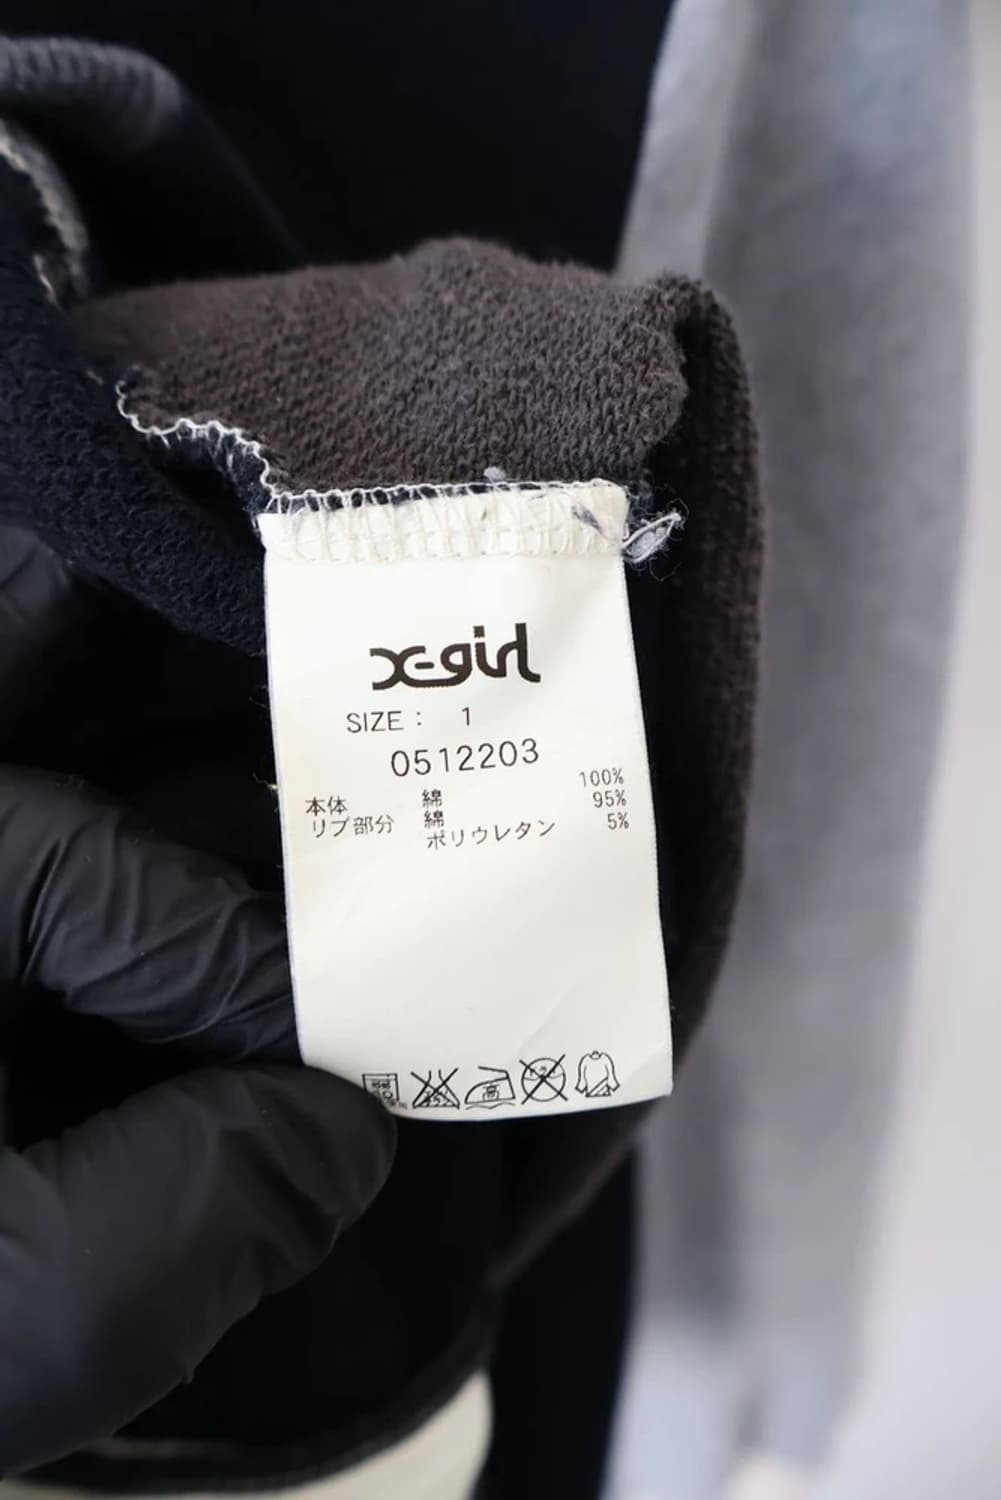 X-girl
SIZE : 1
0512203
本体 綿 100%
リブ部分 綿 95%
ポリウレタン 5%
高